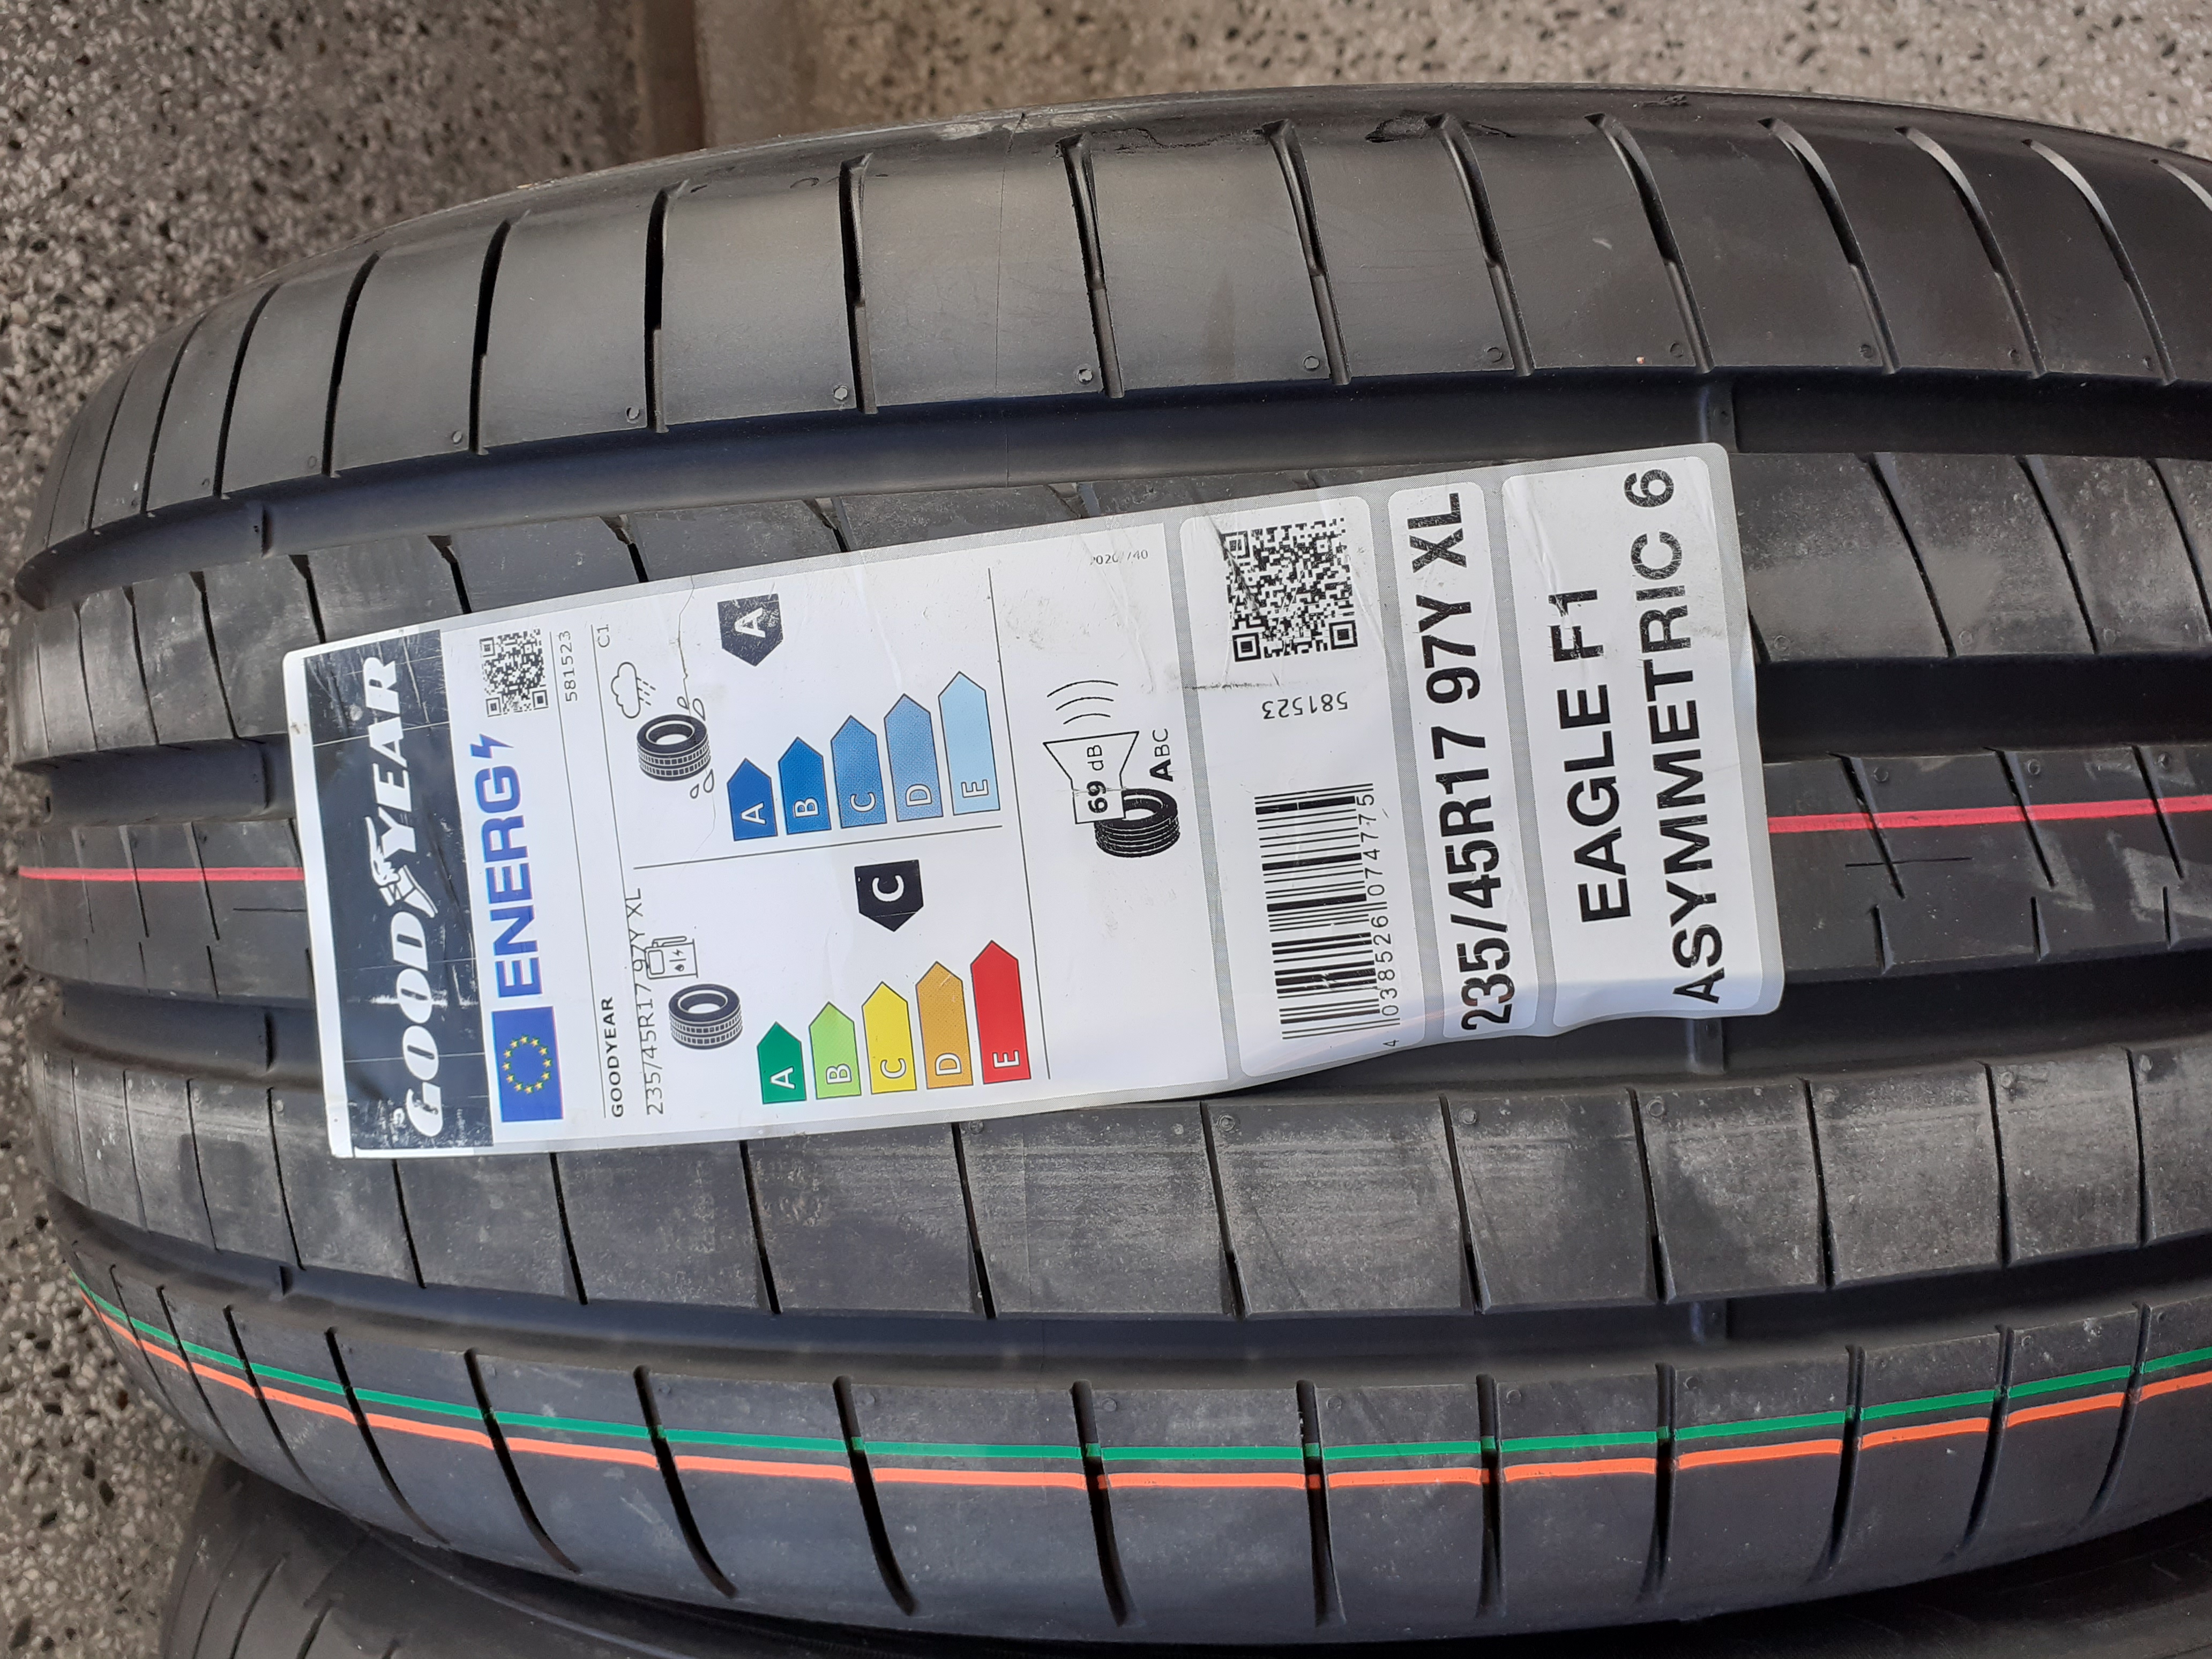 GOODYEAR
ENERG
581523
GOODYEAR
235/45R17 97Y XL
C1
A
B
C
D
E
C
A
B
C
D
E
A
69 dB
ABC
2020/740
4 038526 074775
581523
235/45R17 97Y XL
EAGLE F1
ASYMMETRIC 6